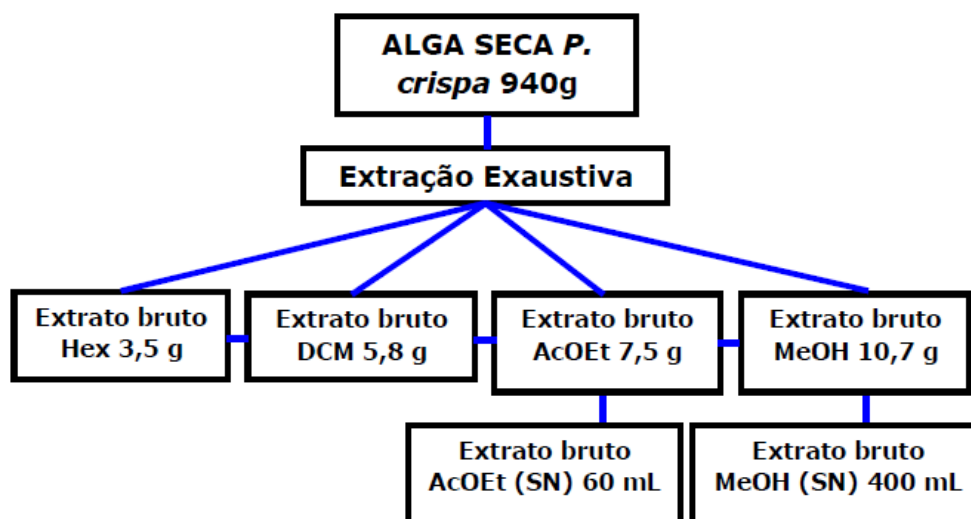 ALGA SECA P.
crispa 940g
Extração Exaustiva
Extrato bruto
Hex 3,5 g
Extrato bruto
DCM 5,8 g
Extrato bruto
AcOEt 7,5 g
Extrato bruto
MeOH 10,7 g
Extrato bruto
AcOEt (SN) 60 mL
Extrato bruto
MeOH (SN) 400 mL